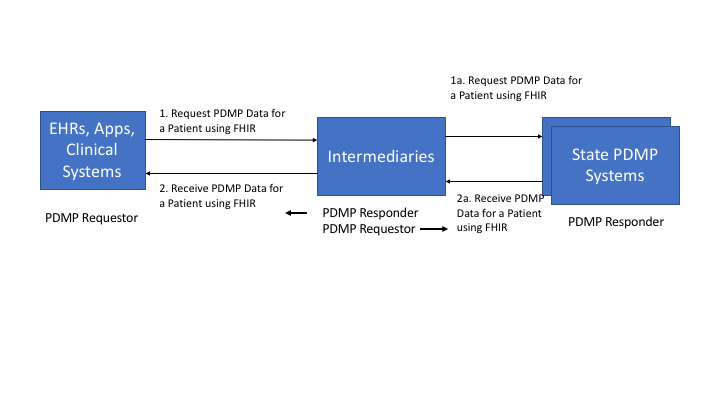 1a. Request PDMP Data for
a Patient using FHIR
1. Request PDMP Data for
a Patient using FHIR
EHRs, Apps,
Clinical
Systems
Intermediaries
State PDMP
Systems
2. Receive PDMP Data for
a Patient using FHIR
2a. Receive PDMP
Data for a Patient
using FHIR
PDMP Requestor
PDMP Responder
PDMP Requestor
PDMP Responder